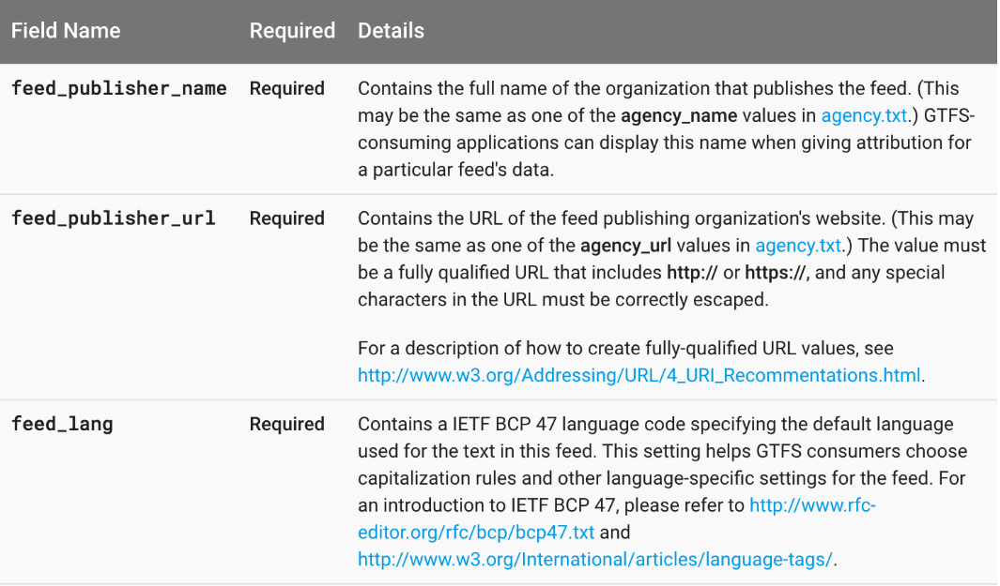 Field Name Required Details
feed_publisher_name Required Contains the full name of the organization that publishes the feed. (This
may be the same as one of the agency_name values in agency.txt.) GTFS-
consuming applications can display this name when giving attribution for
a particular feed's data.
feed_publisher_url Required Contains the URL of the feed publishing organization's website. (This may
be the same as one of the agency_url values in agency.txt.) The value must
be a fully qualified URL that includes http:// or https://, and any special
characters in the URL must be correctly escaped.
For a description of how to create fully-qualified URL values, see
http://www.w3.org/Addressing/URL/4_URI_Recommentations.html.
feed_lang Required Contains a IETF BCP 47 language code specifying the default language
used for the text in this feed. This setting helps GTFS consumers choose
capitalization rules and other language-specific settings for the feed. For
an introduction to IETF BCP 47, please refer to http://www.rfc-
editor.org/rfc/bcp/bcp47.txt and
http://www.w3.org/International/articles/language-tags/.